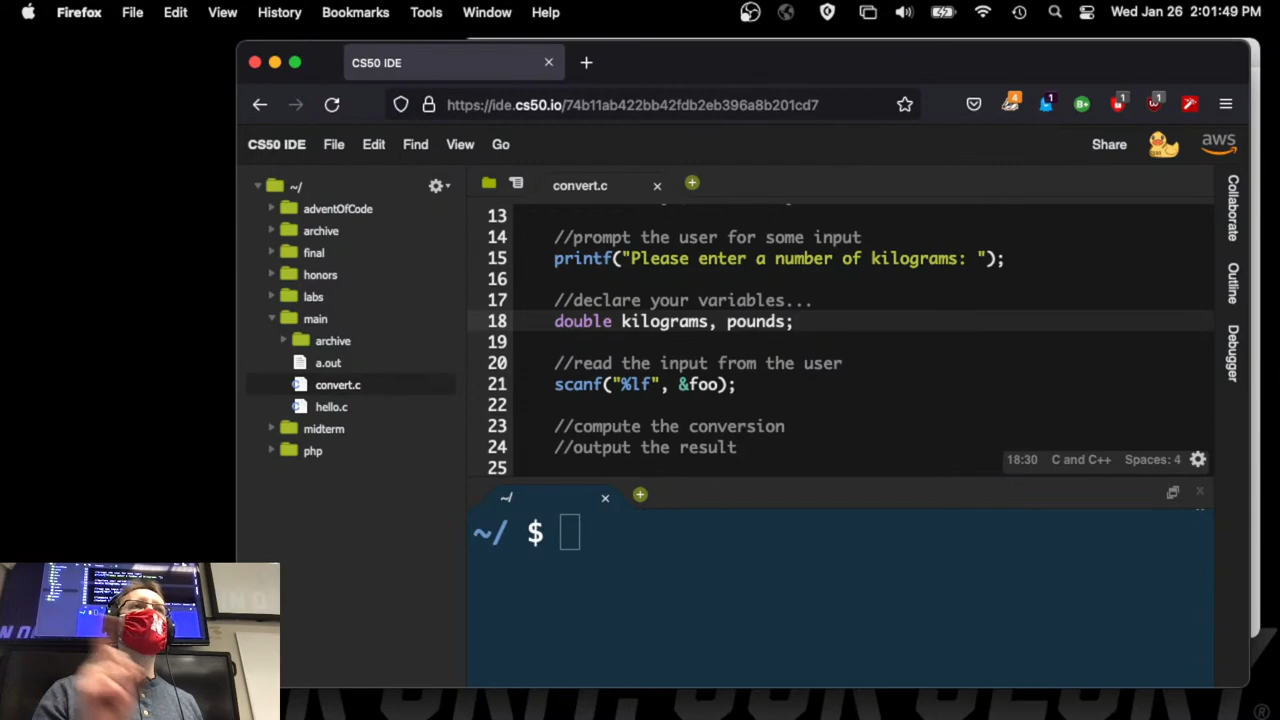 Firefox File Edit View History Bookmarks Tools Window Help Wed Jan 26 2:01:49 PM
CS50 IDE
https://ide.cs50.io/74b11ab422bb42fdb2eb396a8b201cd7
4 1 B+ 1 1
CS50 IDE File Edit Find View Go Share aws
~/
adventOfCode
archive
final
honors
labs
main
archive
a.out
convert.c
hello.c
midterm
php
convert.c
13
14 //prompt the user for some input
15 printf("Please enter a number of kilograms: ");
16
17 //declare your variables...
18 double kilograms, pounds;
19
20 //read the input from the user
21 scanf("%lf", &foo);
22
23 //compute the conversion
24 //output the result
25
18:30 C and C++ Spaces: 4
~/
~/ $
Collaborate
Outline
Debugger